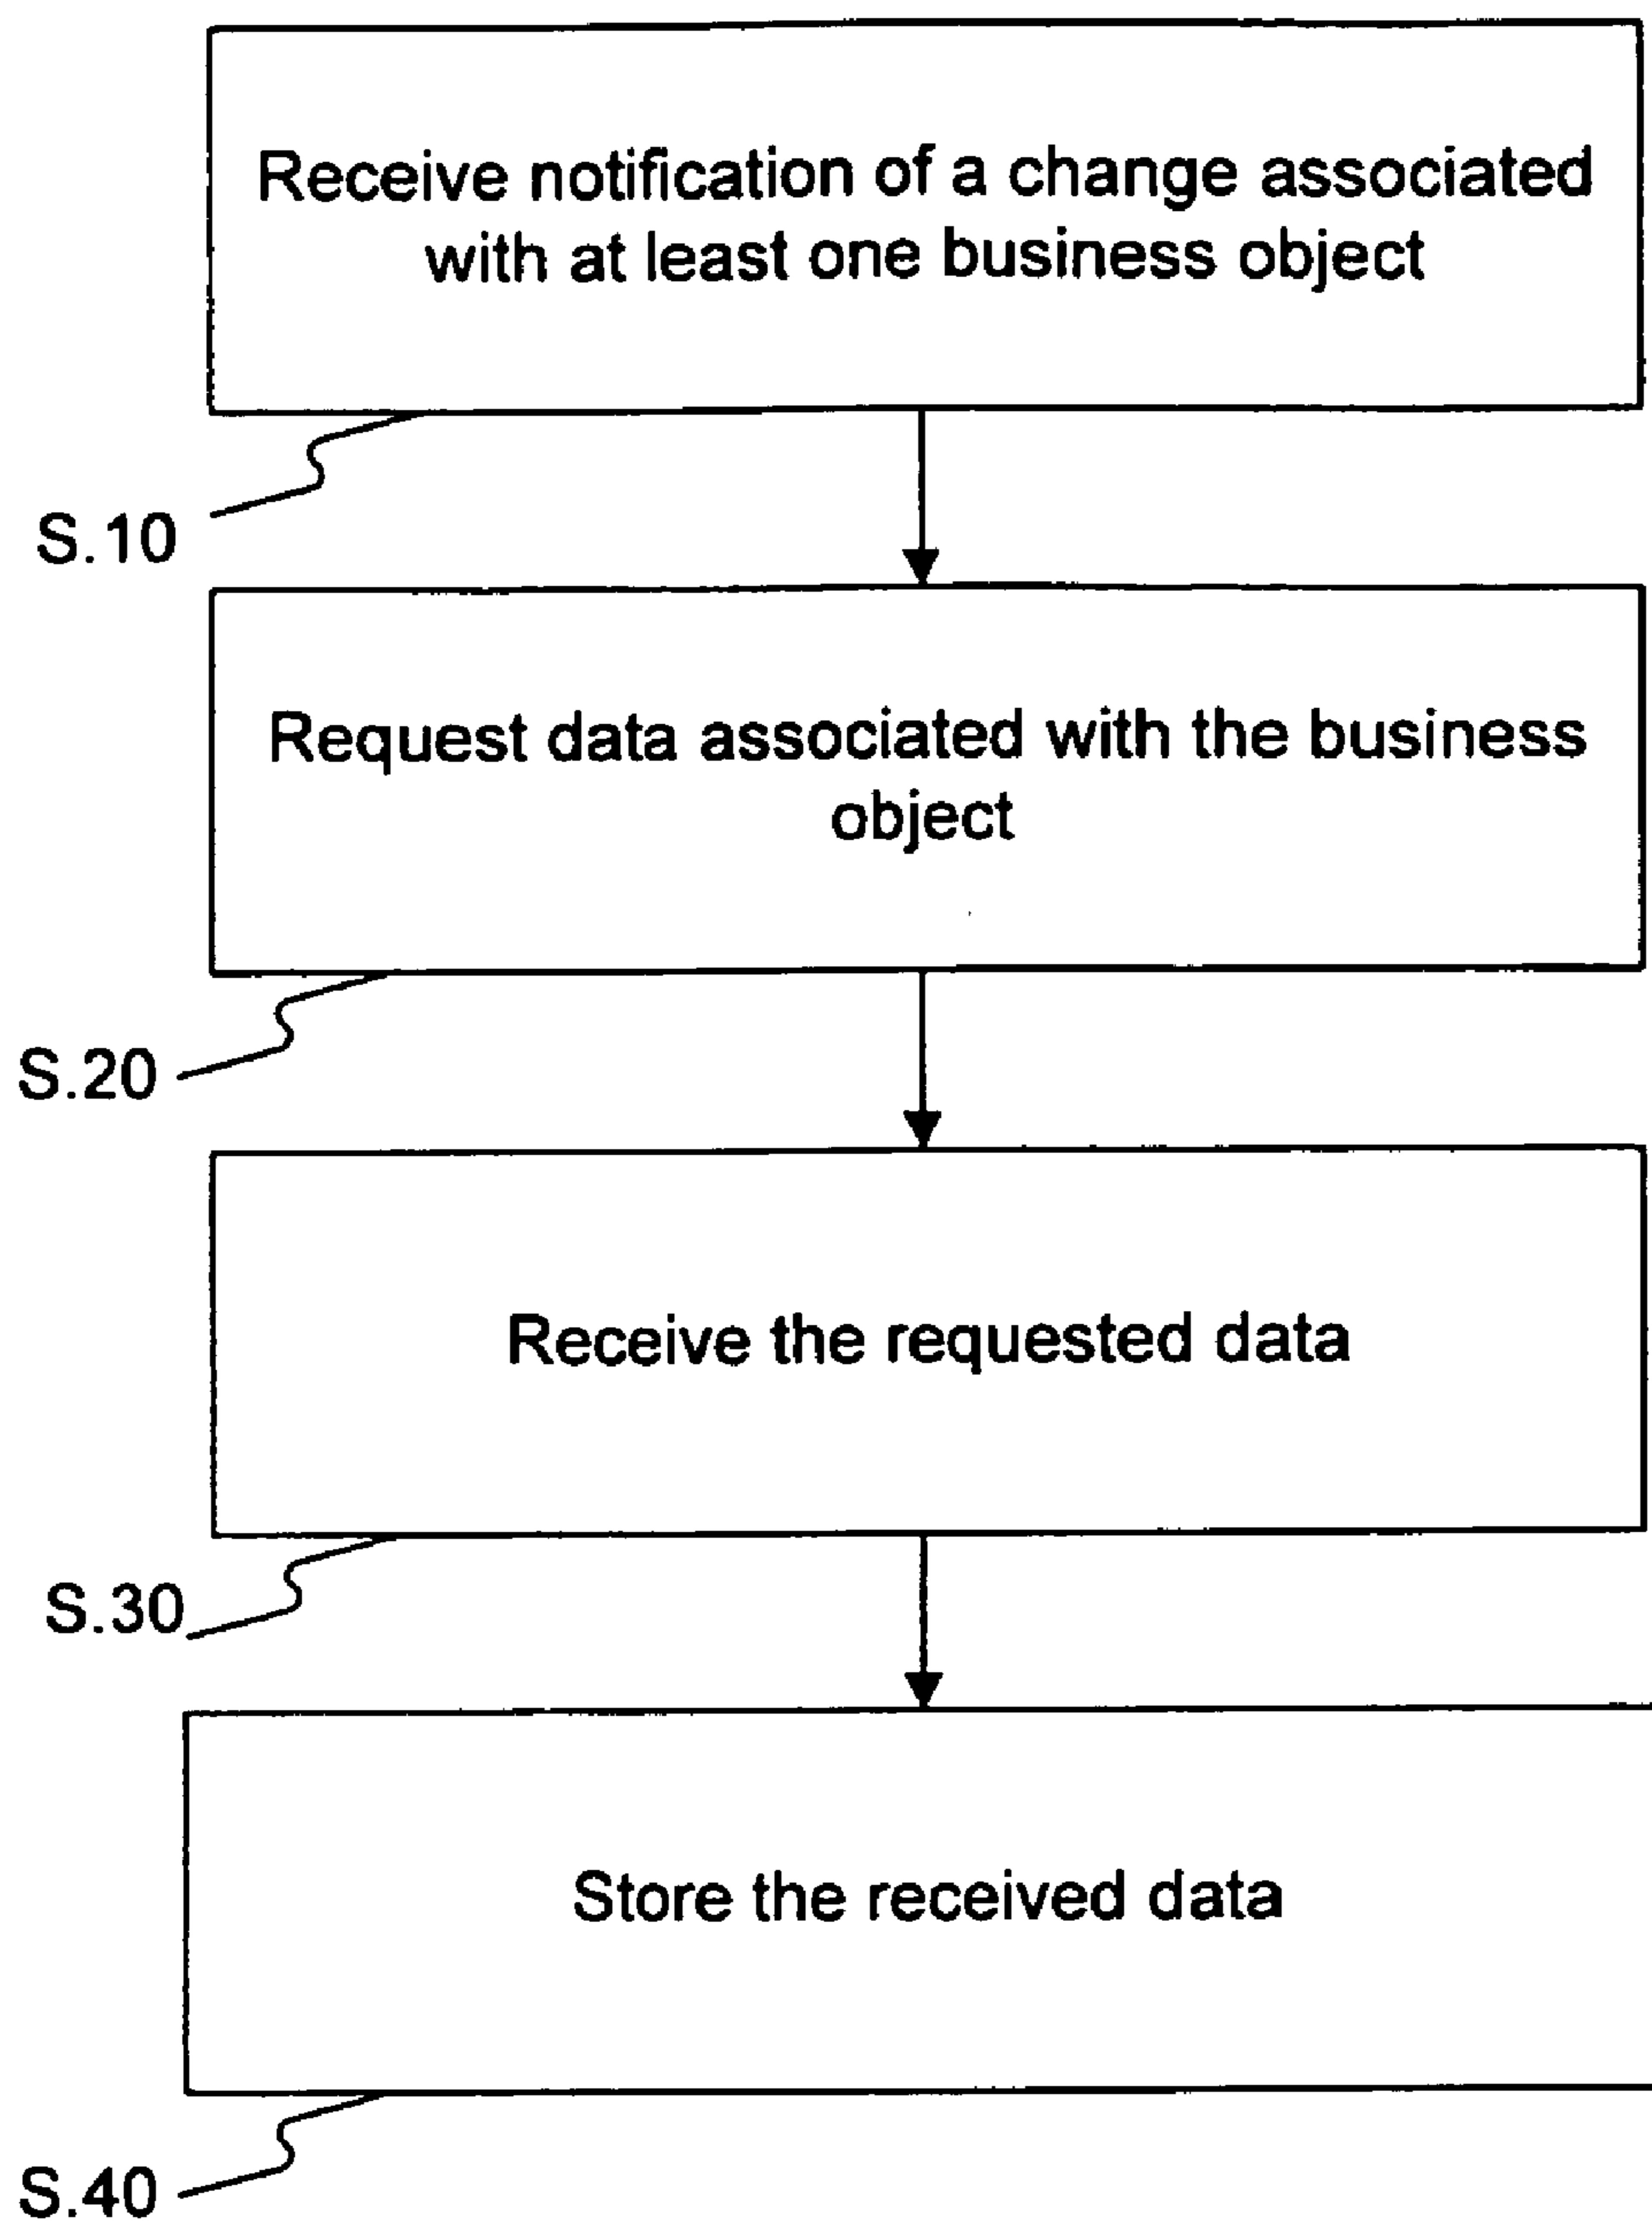 Receive notification of a change associated
with at least one business object
S.10
Request data associated with the business
object
S.20
Receive the requested data
S.30
Store the received data
S.40